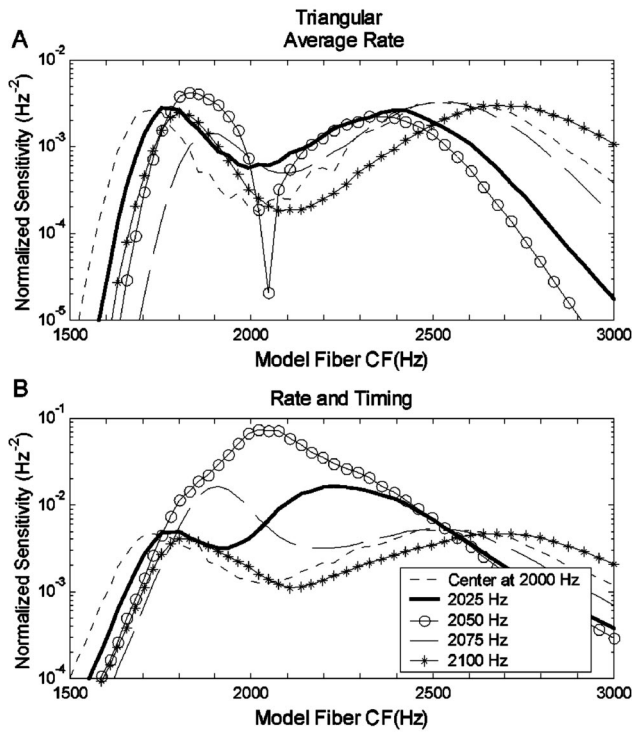 Triangular
A
Average Rate
Normalized Sensitivity (Hz⁻²)
10⁻²
10⁻³
10⁻⁴
10⁻⁵
1500 2000 2500 3000
Model Fiber CF(Hz)
B
Rate and Timing
Normalized Sensitivity (Hz⁻²)
10⁻¹
10⁻²
10⁻³
10⁻⁴
Center at 2000 Hz
2025 Hz
2050 Hz
2075 Hz
2100 Hz
1500 2000 2500 3000
Model Fiber CF(Hz)